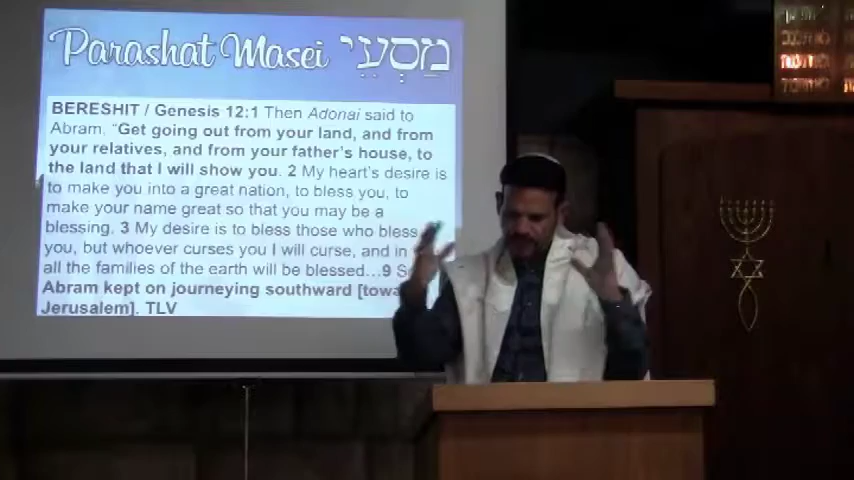 Parashat Masei מַסְעֵי
BERESHIT / Genesis 12:1 Then Adonai said to
Abram, "Get going out from your land, and from
your relatives, and from your father's house, to
the land that I will show you. 2 My heart's desire is
to make you into a great nation, to bless you, to
make your name great so that you may be a
blessing. 3 My desire is to bless those who bless
you, but whoever curses you I will curse, and in
all the families of the earth will be blessed…9 S
Abram kept on journeying southward [towa
Jerusalem]. TLV